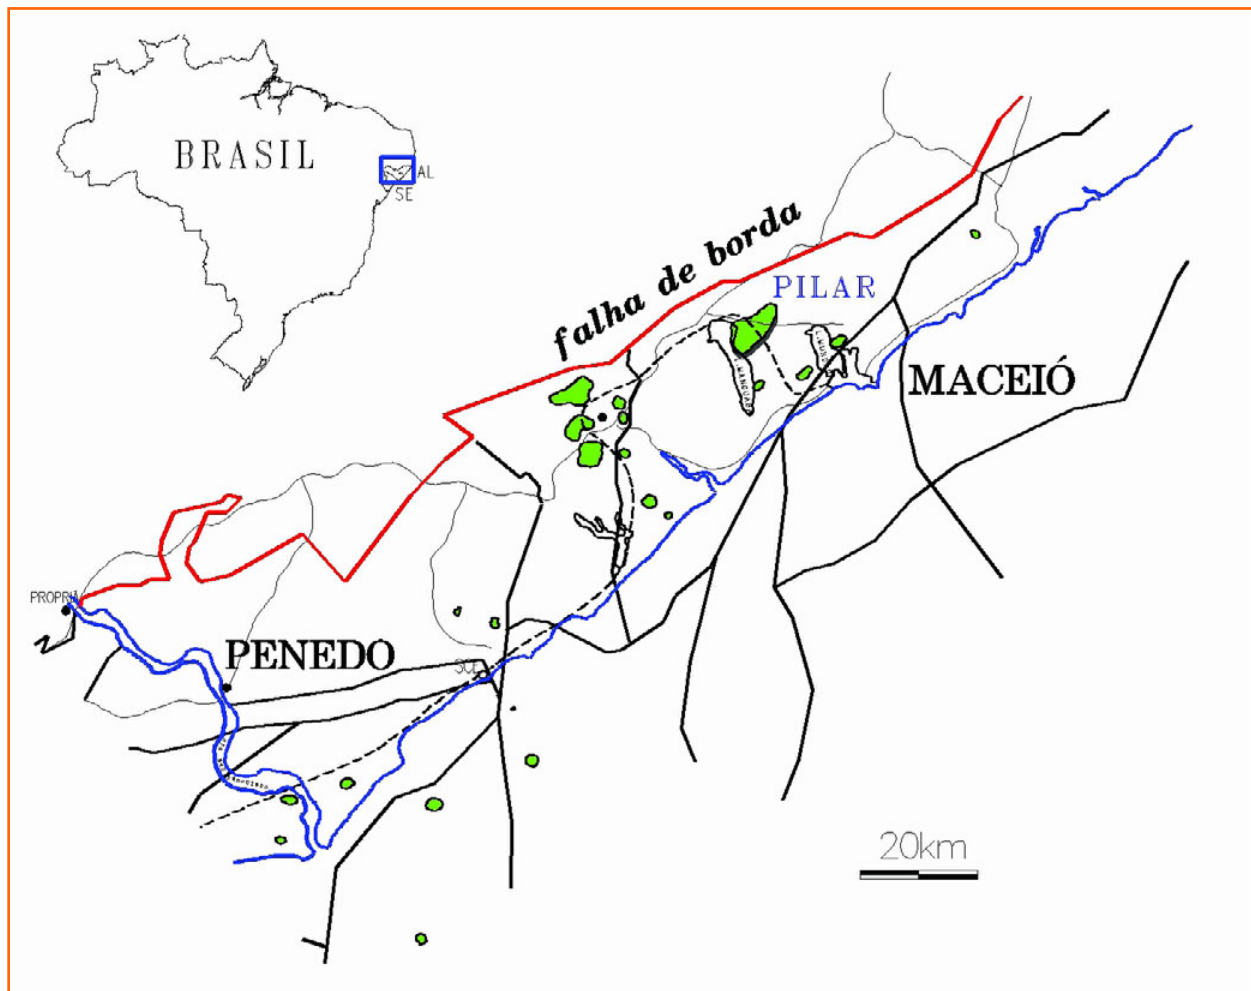 BRASIL
AL
SE
falha de borda
PILAR
MACEIÓ
PROPRIÁ
PENEDO
20km